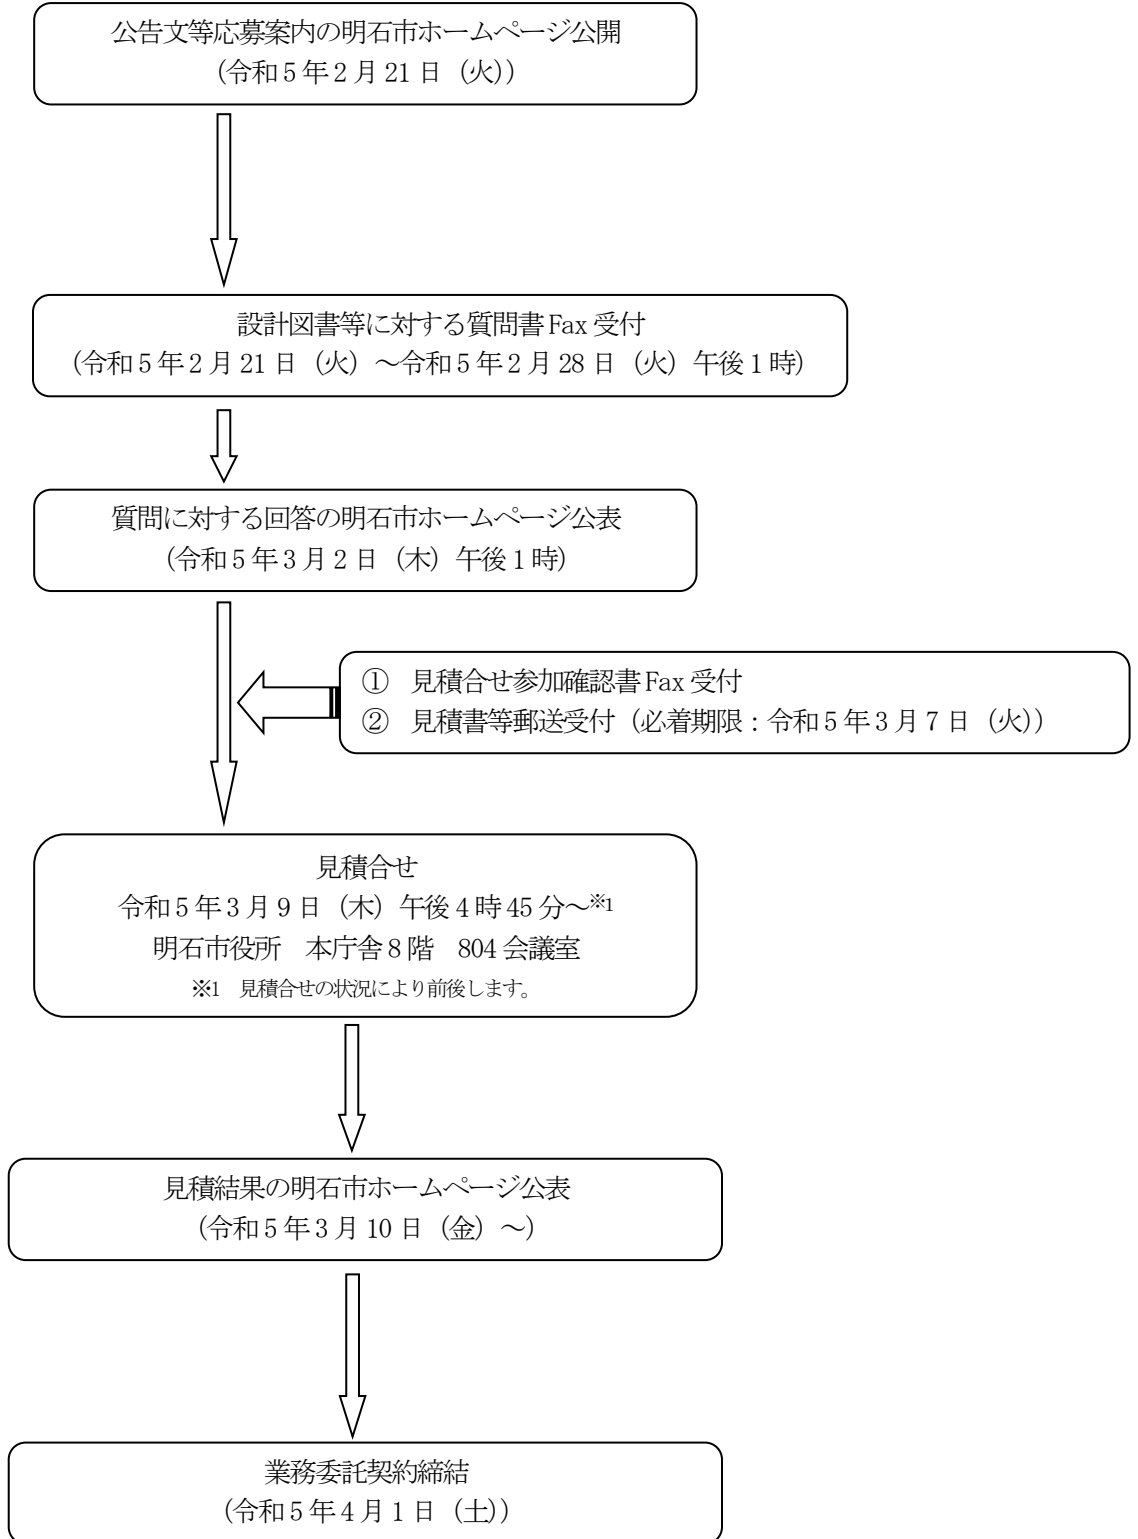 公告文等応募案内の明石市ホームページ公開
（令和５年２月21日（火））
設計図書等に対する質問書Fax受付
（令和５年２月21日（火）～令和５年２月28日（火）午後１時）
質問に対する回答の明石市ホームページ公表
（令和５年３月２日（木）午後１時）
①　見積合せ参加確認書Fax受付
②　見積書等郵送受付（必着期限：令和５年３月７日（火））
見積合せ
令和５年３月９日（木）午後４時45分～※1
明石市役所　本庁舎８階　804会議室
※1　見積合せの状況により前後します。
見積結果の明石市ホームページ公表
（令和５年３月10日（金）～）
業務委託契約締結
（令和５年４月１日（土））